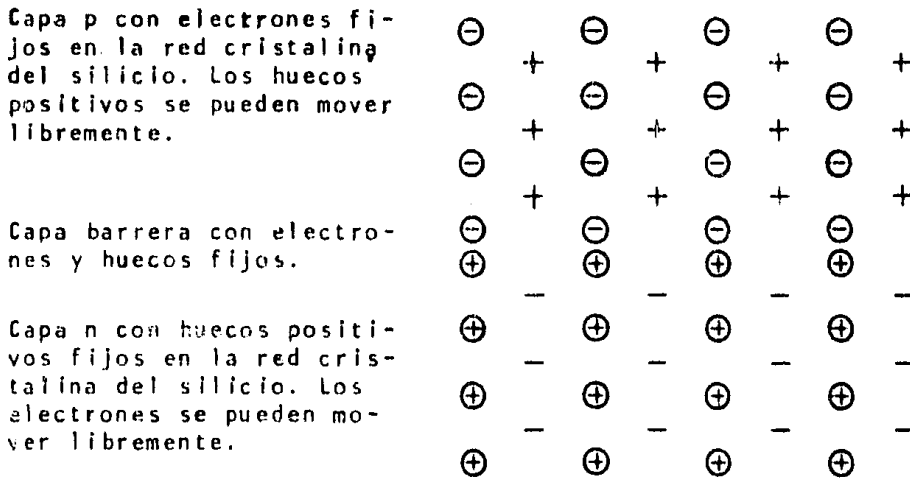 Capa p con electrones fi-
jos en la red cristalina
del silicio. Los huecos
positivos se pueden mover
libremente.
Capa barrera con electro-
nes y huecos fijos.
Capa n con huecos positi-
vos fijos en la red cris-
talina del silicio. Los
electrones se pueden mo-
ver libremente.